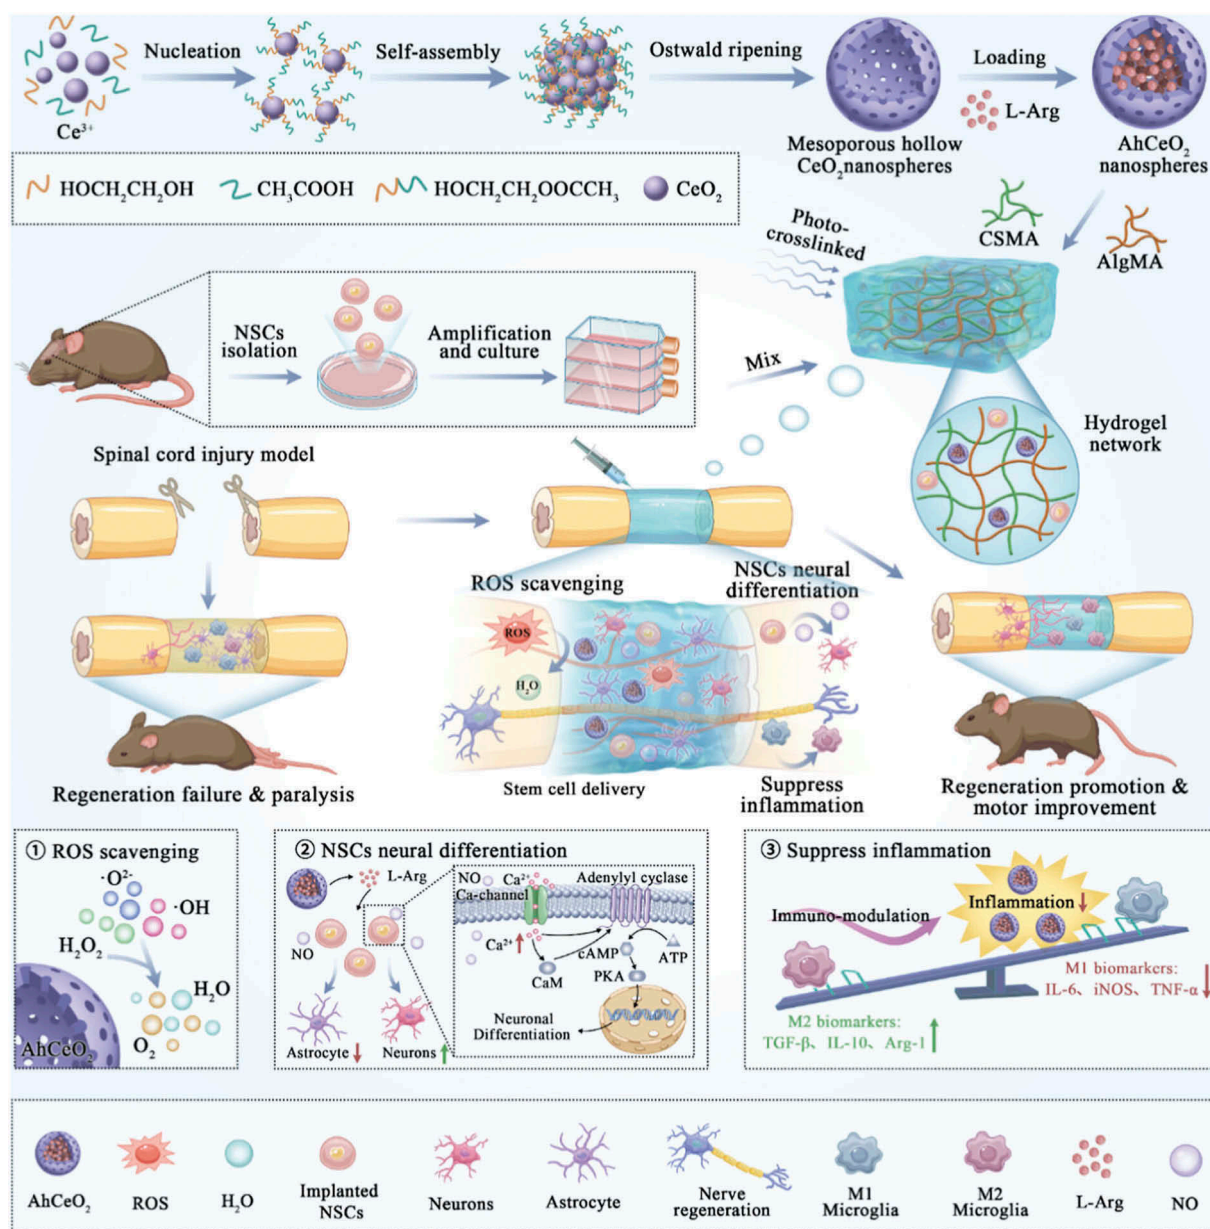 Nucleation
Self-assembly
Ostwald ripening
Loading
L-Arg
Ce³⁺
Mesoporous hollow
CeO₂nanospheres
AhCeO₂
nanospheres
HOCH₂CH₂OH
CH₃COOH
HOCH₂CH₂OOCCH₃
CeO₂
Photo-
crosslinked
CSMA
AlgMA
NSCs
isolation
Amplification
and culture
Mix
Hydrogel
network
Spinal cord injury model
ROS scavenging
NSCs neural
differentiation
ROS
H₂O
Stem cell delivery
Suppress
inflammation
Regeneration failure & paralysis
Regeneration promotion &
motor improvement
① ROS scavenging
·O²⁻
·OH
H₂O₂
H₂O
O₂
AhCeO₂
② NSCs neural differentiation
L-Arg
NO
Astrocyte
Neurons
NO
Ca²⁺
Ca-channel
Adenylyl cyclase
Ca²⁺
CaM
cAMP
ATP
PKA
Neuronal
Differentiation
③ Suppress inflammation
Immuno-modulation
Inflammation
M1 biomarkers:
IL-6、iNOS、TNF-α
M2 biomarkers:
TGF-β、IL-10、Arg-1
AhCeO₂
ROS
H₂O
Implanted
NSCs
Neurons
Astrocyte
Nerve
regeneration
M1
Microglia
M2
Microglia
L-Arg
NO